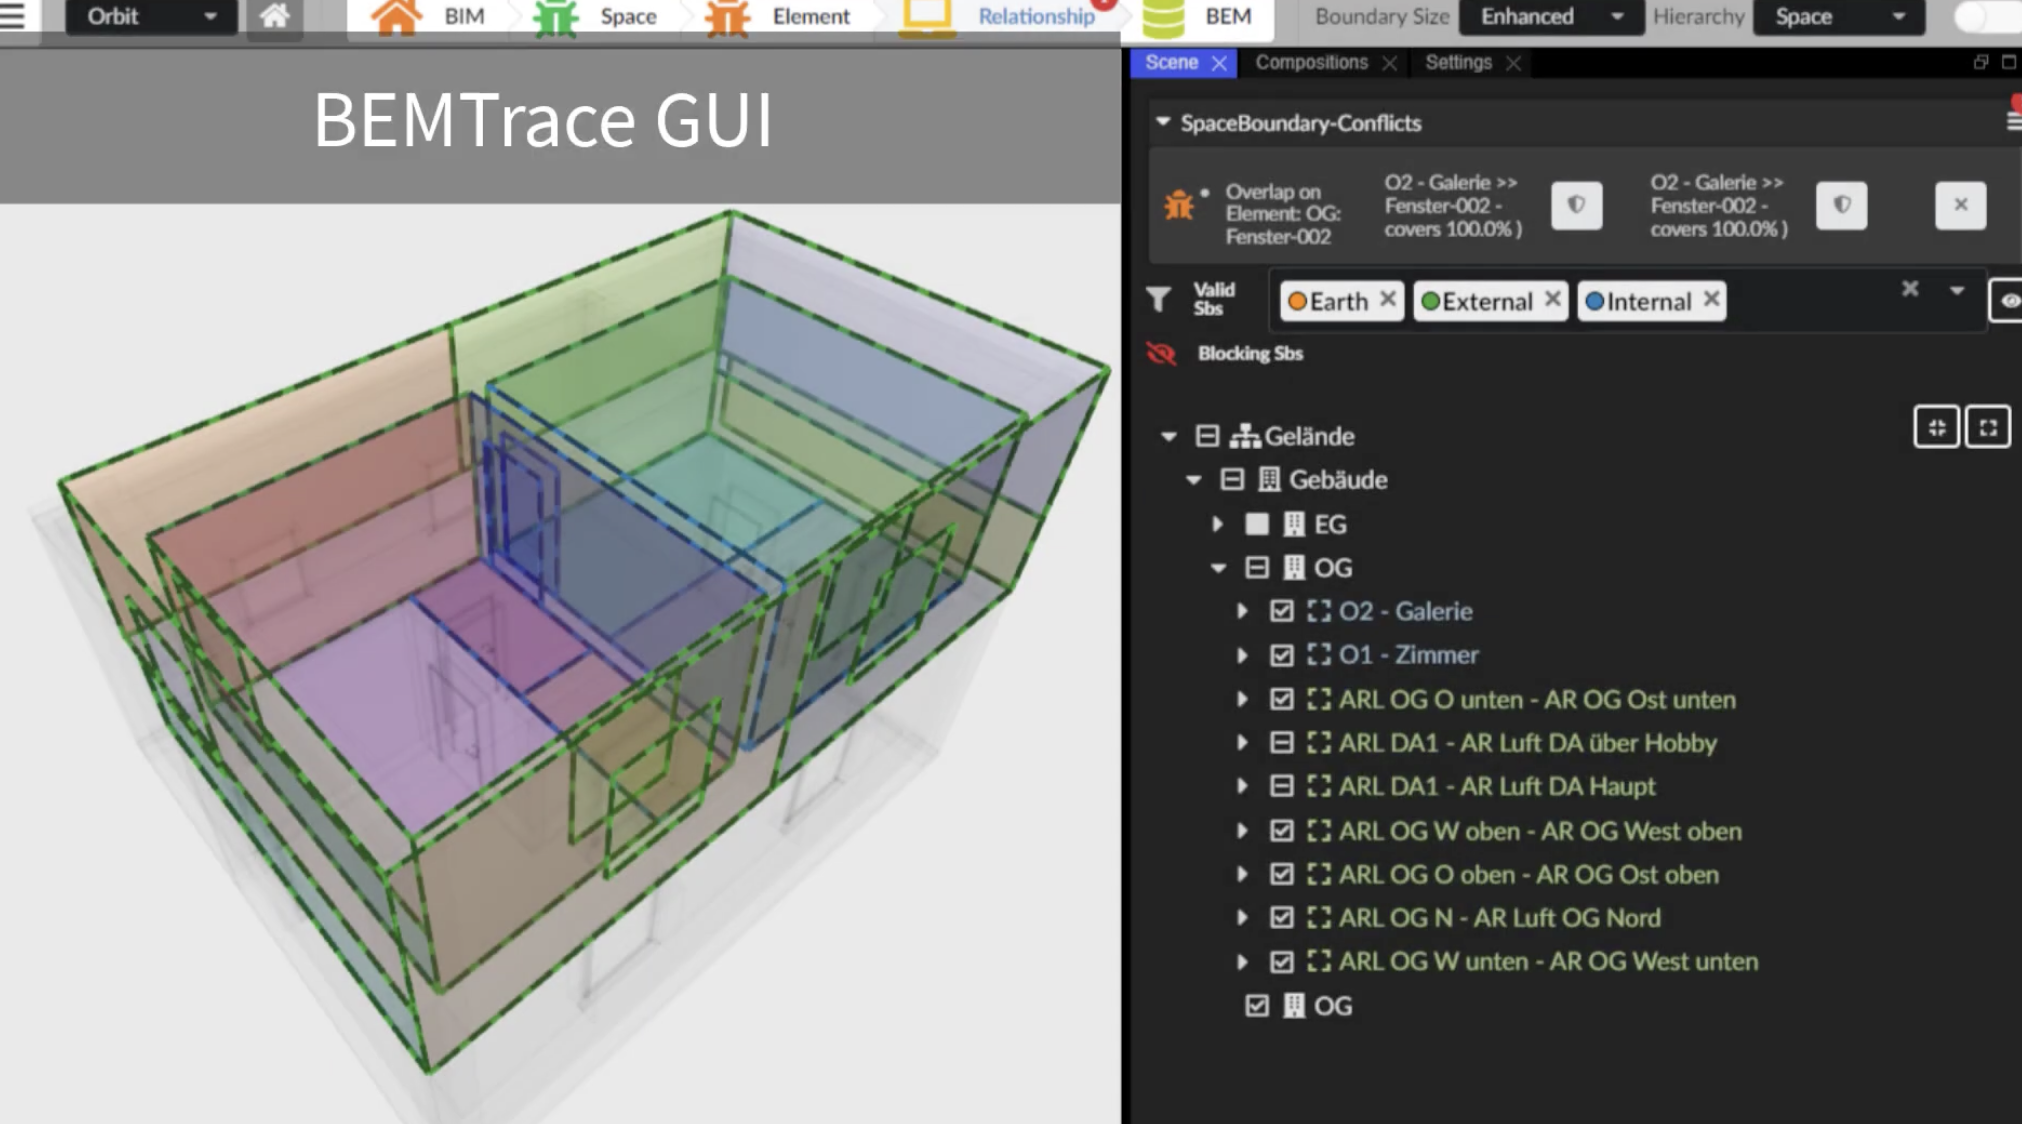 Orbit BIM Space Element Relationship BEM Boundary Size Enhanced Hierarchy Space
BEMTrace GUI
Scene Compositions Settings
SpaceBoundary-Conflicts
Overlap on
Element: OG:
Fenster-002
O2 - Galerie >>
Fenster-002 -
covers 100.0% )
O2 - Galerie >>
Fenster-002 -
covers 100.0% )
Valid
Sbs
Earth External Internal
Blocking Sbs
Gelände
Gebäude
EG
OG
O2 - Galerie
O1 - Zimmer
ARL OG O unten - AR OG Ost unten
ARL DA1 - AR Luft DA über Hobby
ARL DA1 - AR Luft DA Haupt
ARL OG W oben - AR OG West oben
ARL OG O oben - AR OG Ost oben
ARL OG N - AR Luft OG Nord
ARL OG W unten - AR OG West unten
OG